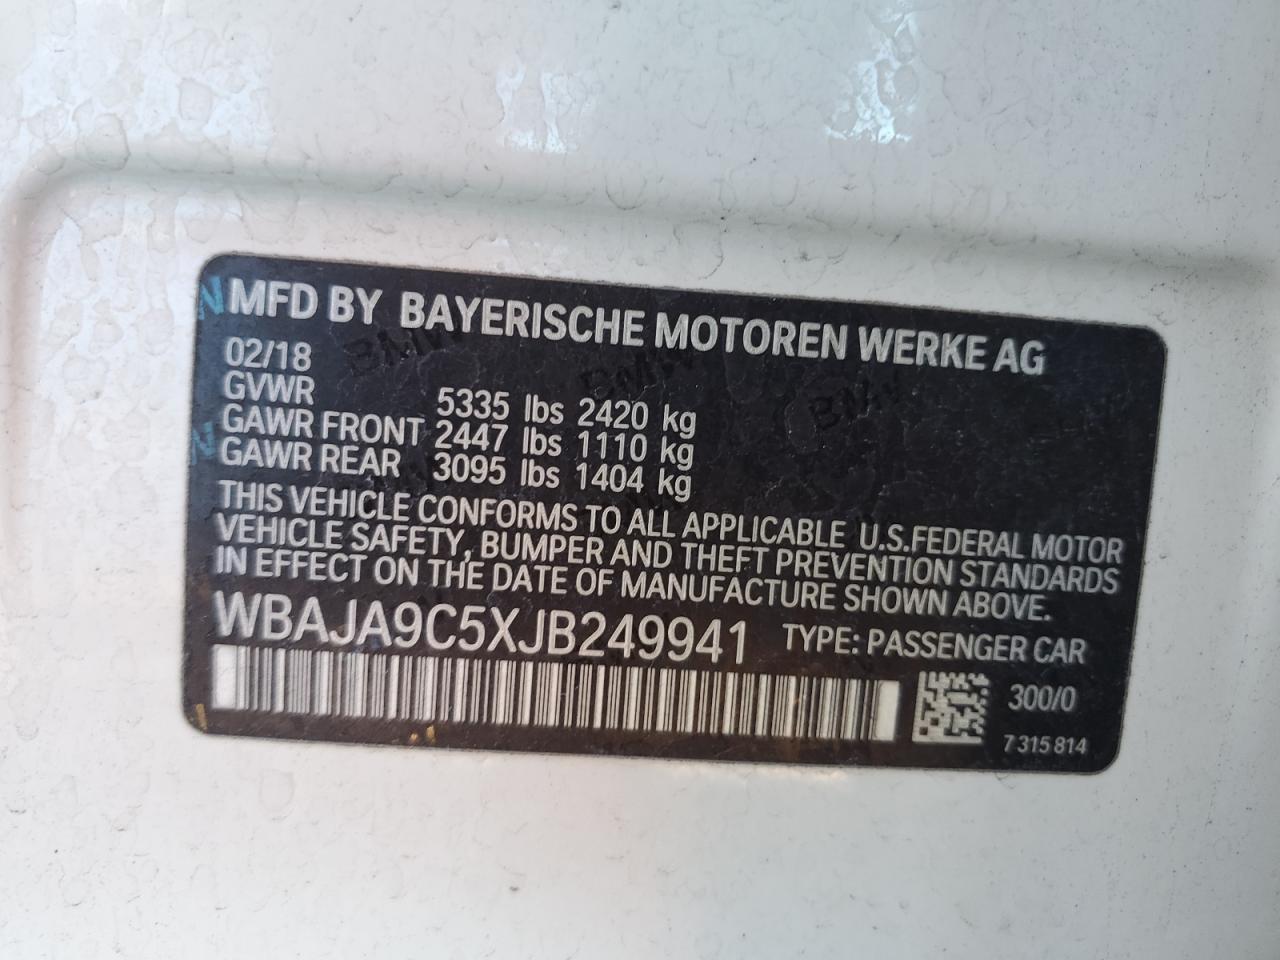 MFD BY BAYERISCHE MOTOREN WERKE AG
02/18
GVWR 5335 lbs 2420 kg
GAWR FRONT 2447 lbs 1110 kg
GAWR REAR 3095 lbs 1404 kg
THIS VEHICLE CONFORMS TO ALL APPLICABLE U.S.FEDERAL MOTOR
VEHICLE SAFETY, BUMPER AND THEFT PREVENTION STANDARDS
IN EFFECT ON THE DATE OF MANUFACTURE SHOWN ABOVE.
WBAJA9C5XJB249941 TYPE: PASSENGER CAR
300/0
7 315 814